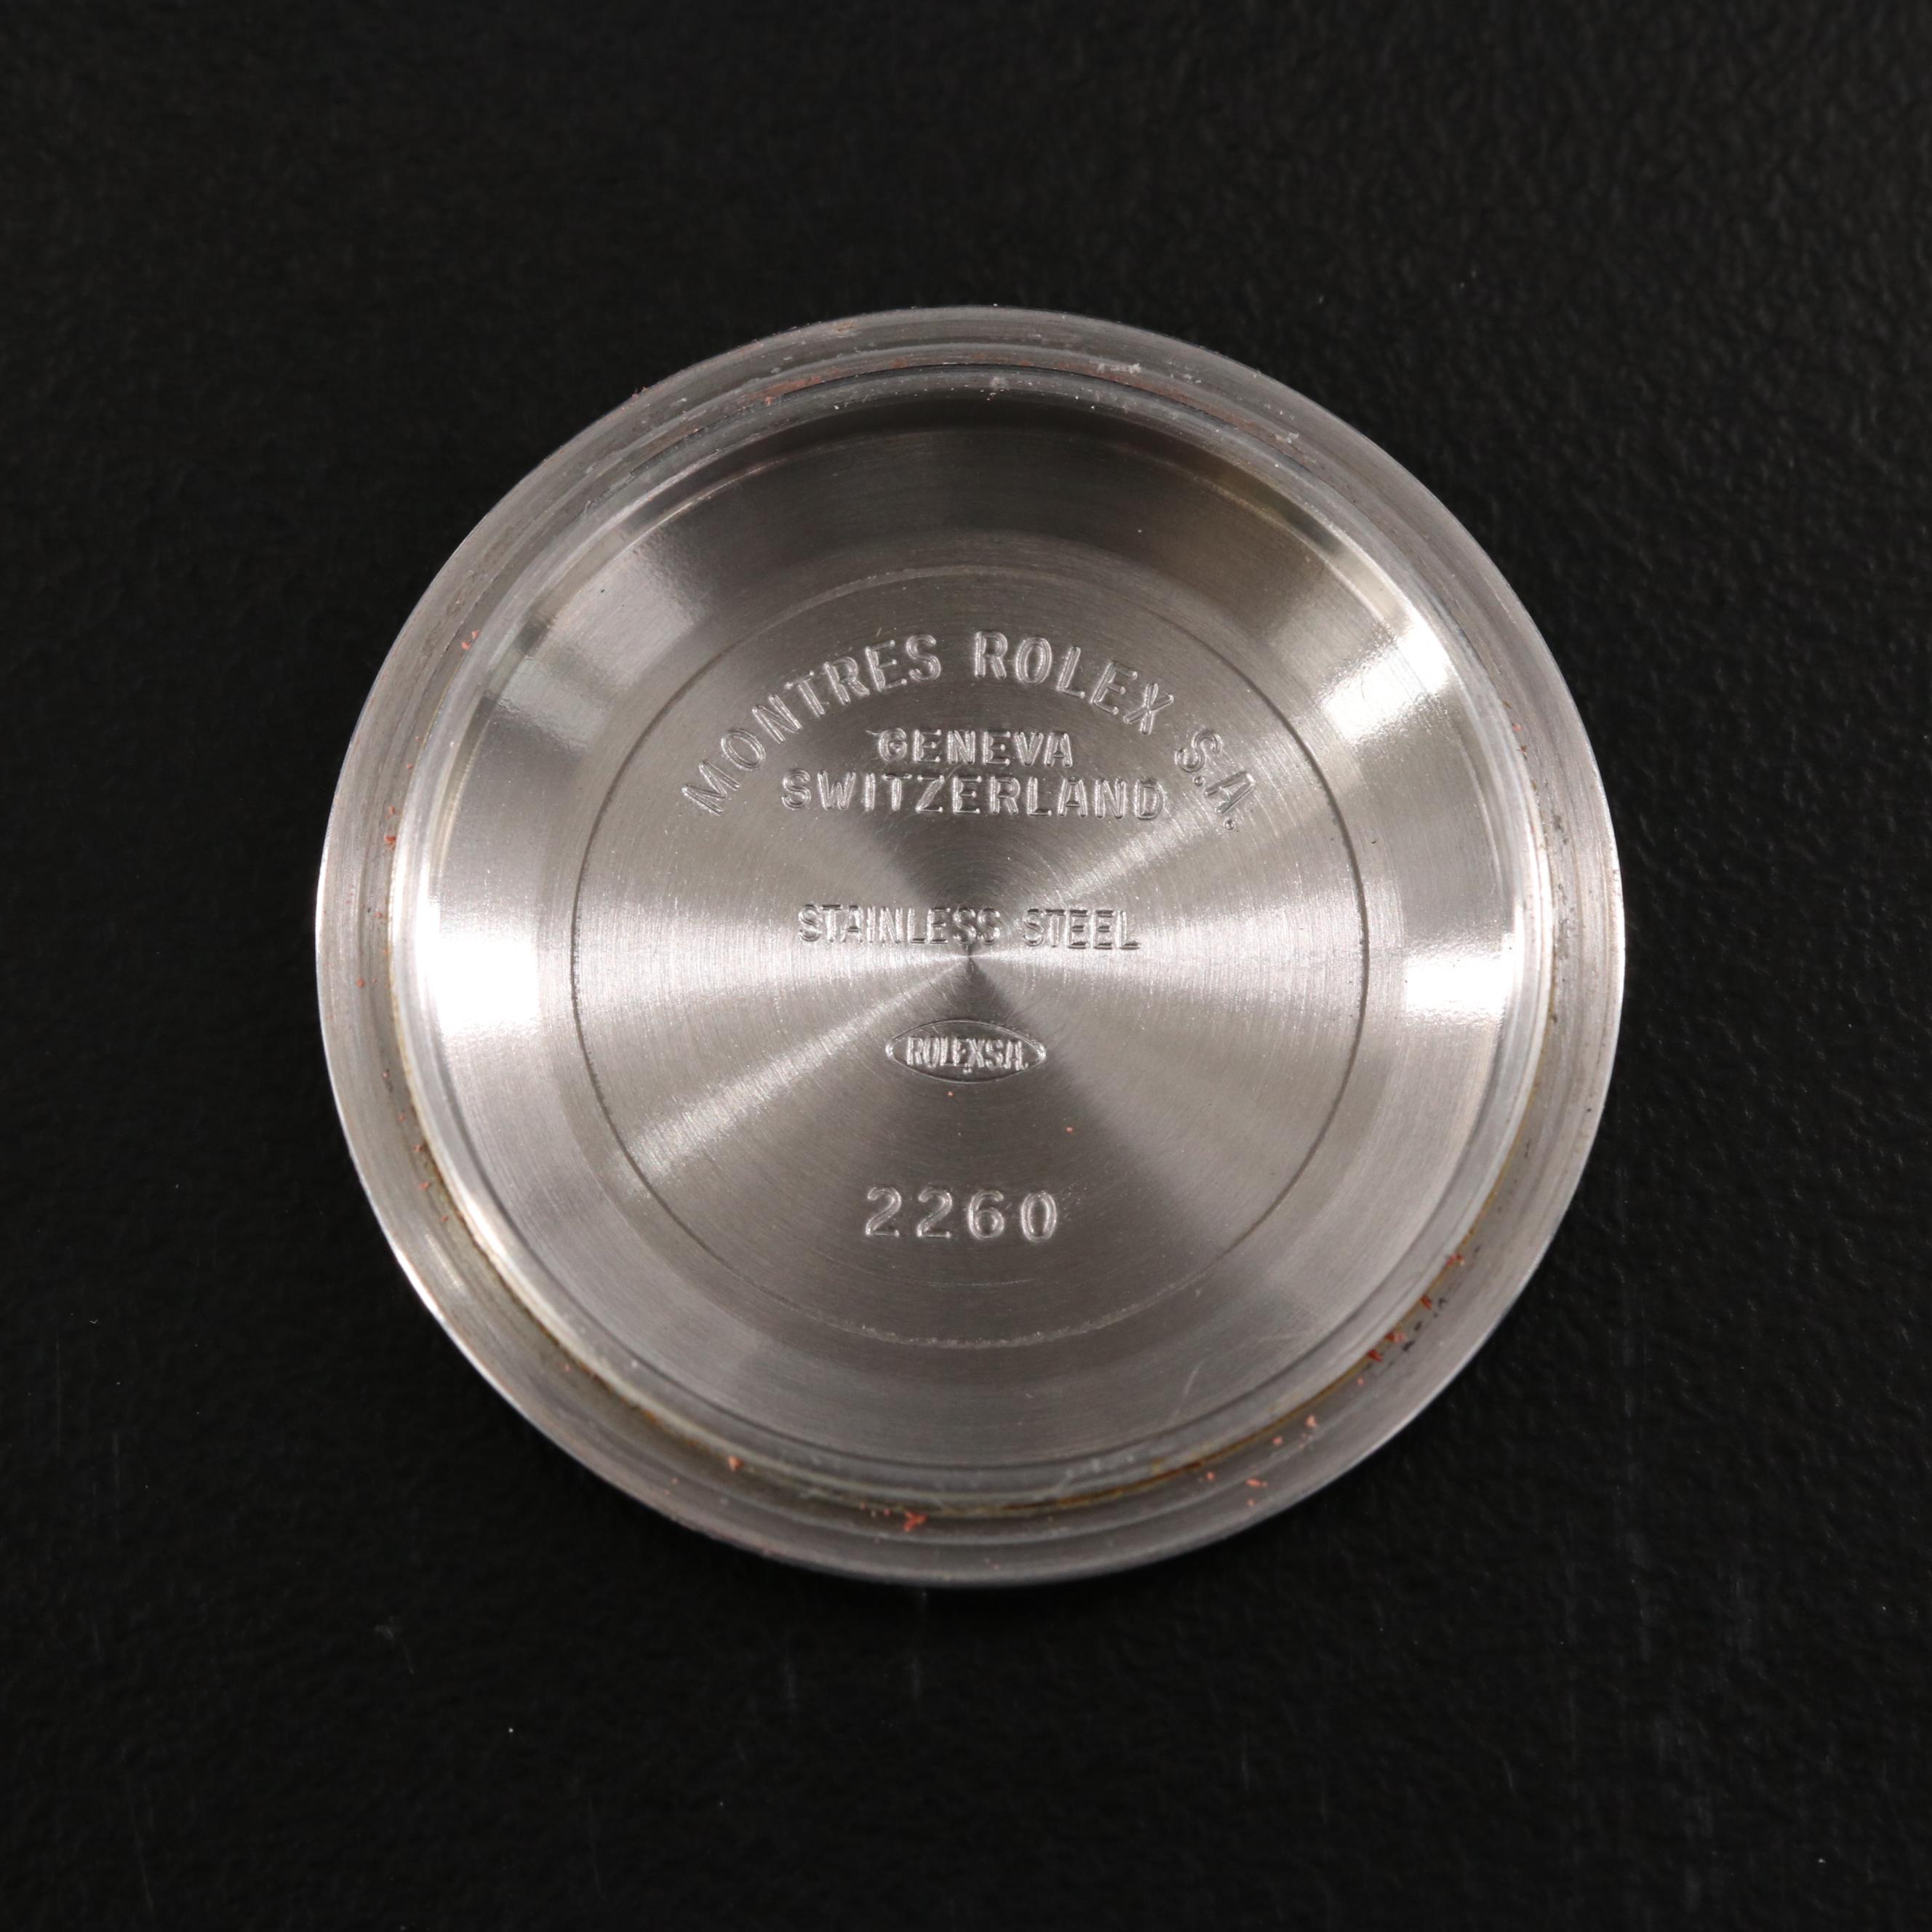 MONTRES ROLEX S.A.
GENEVA
SWITZERLAND
STAINLESS STEEL
ROLEX S.A.
2260